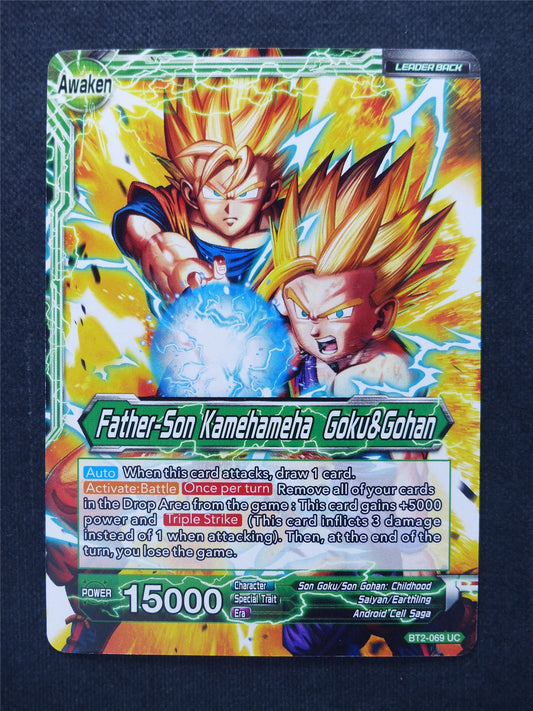 Awaken
LEADER BACK
Father-Son Kamehameha Goku&Gohan
Auto When this card attacks, draw 1 card.
Activate:Battle Once per turn Remove all of your cards
in the Drop Area from the game : This card gains +5000
power and Triple Strike (This card inflicts 3 damage
instead of 1 when attacking). Then, at the end of the
turn, you lose the game.
POWER 15000
Character Son Goku/Son Gohan: Childhood
Special Trait Saiyan/Earthling
Era Android Cell Saga
BT2-069 UC